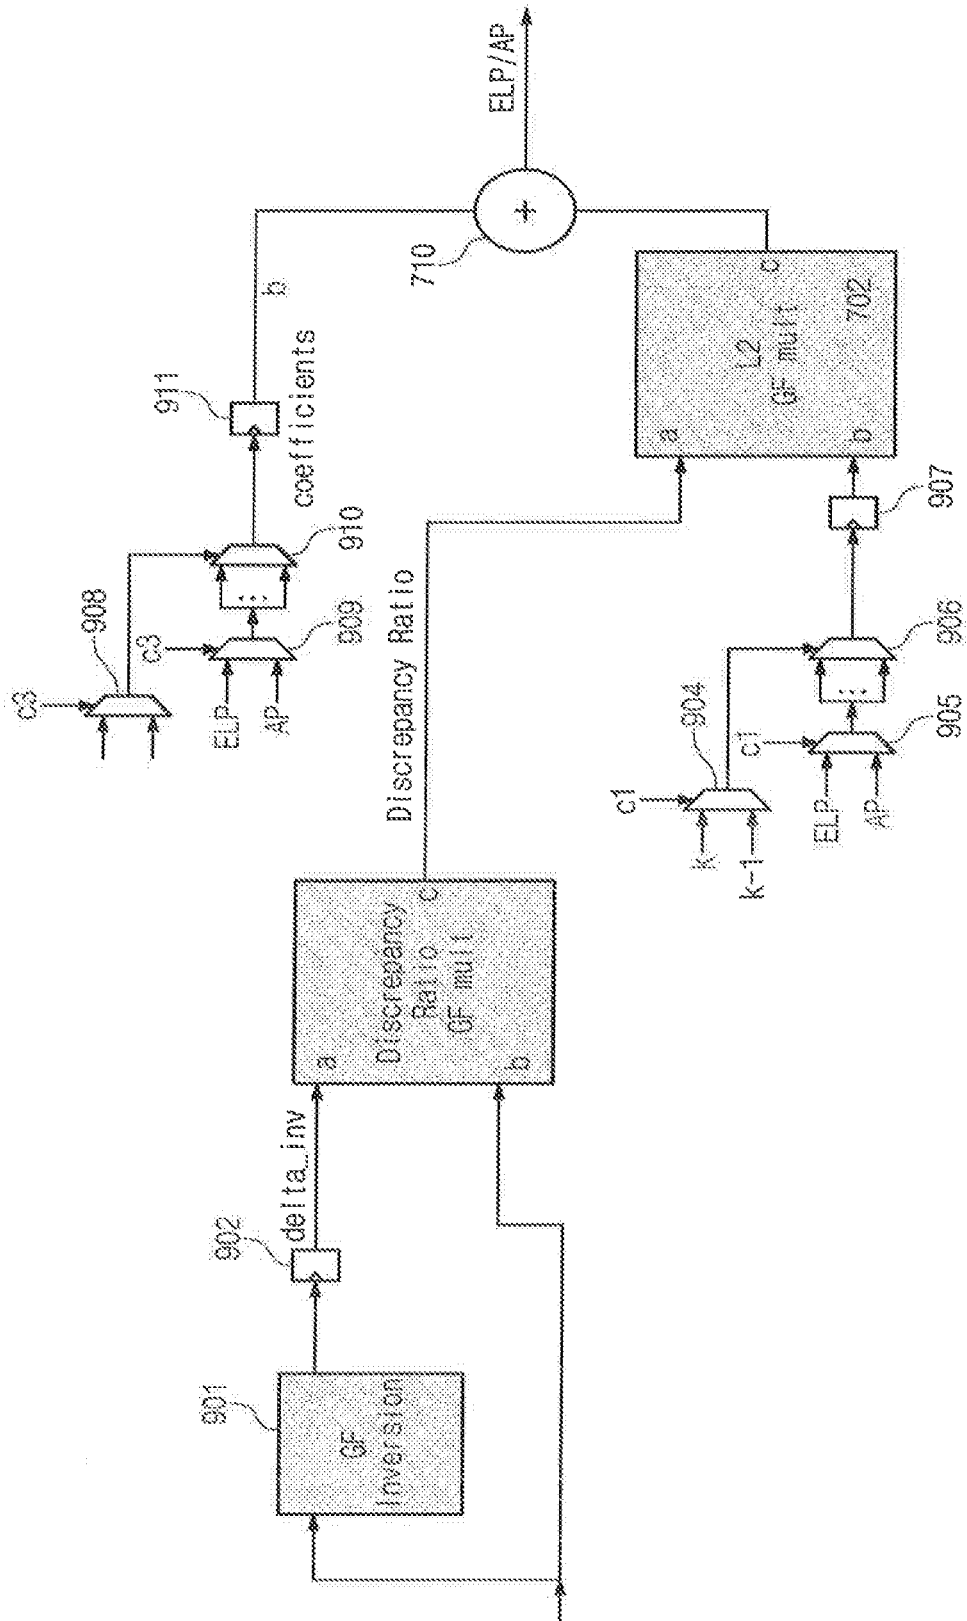 901
GF
Inversion
902
delta_inv
a
b
Discrepancy
Ratio
GF mult
c
Discrepancy Ratio
c3
908
c3
ELP
AP
909
910
911
coefficients
b
c1
K
k-1
904
c1
ELP
AP
905
906
907
a
b
L2
GF mult
702
c
710
+
ELP/AP